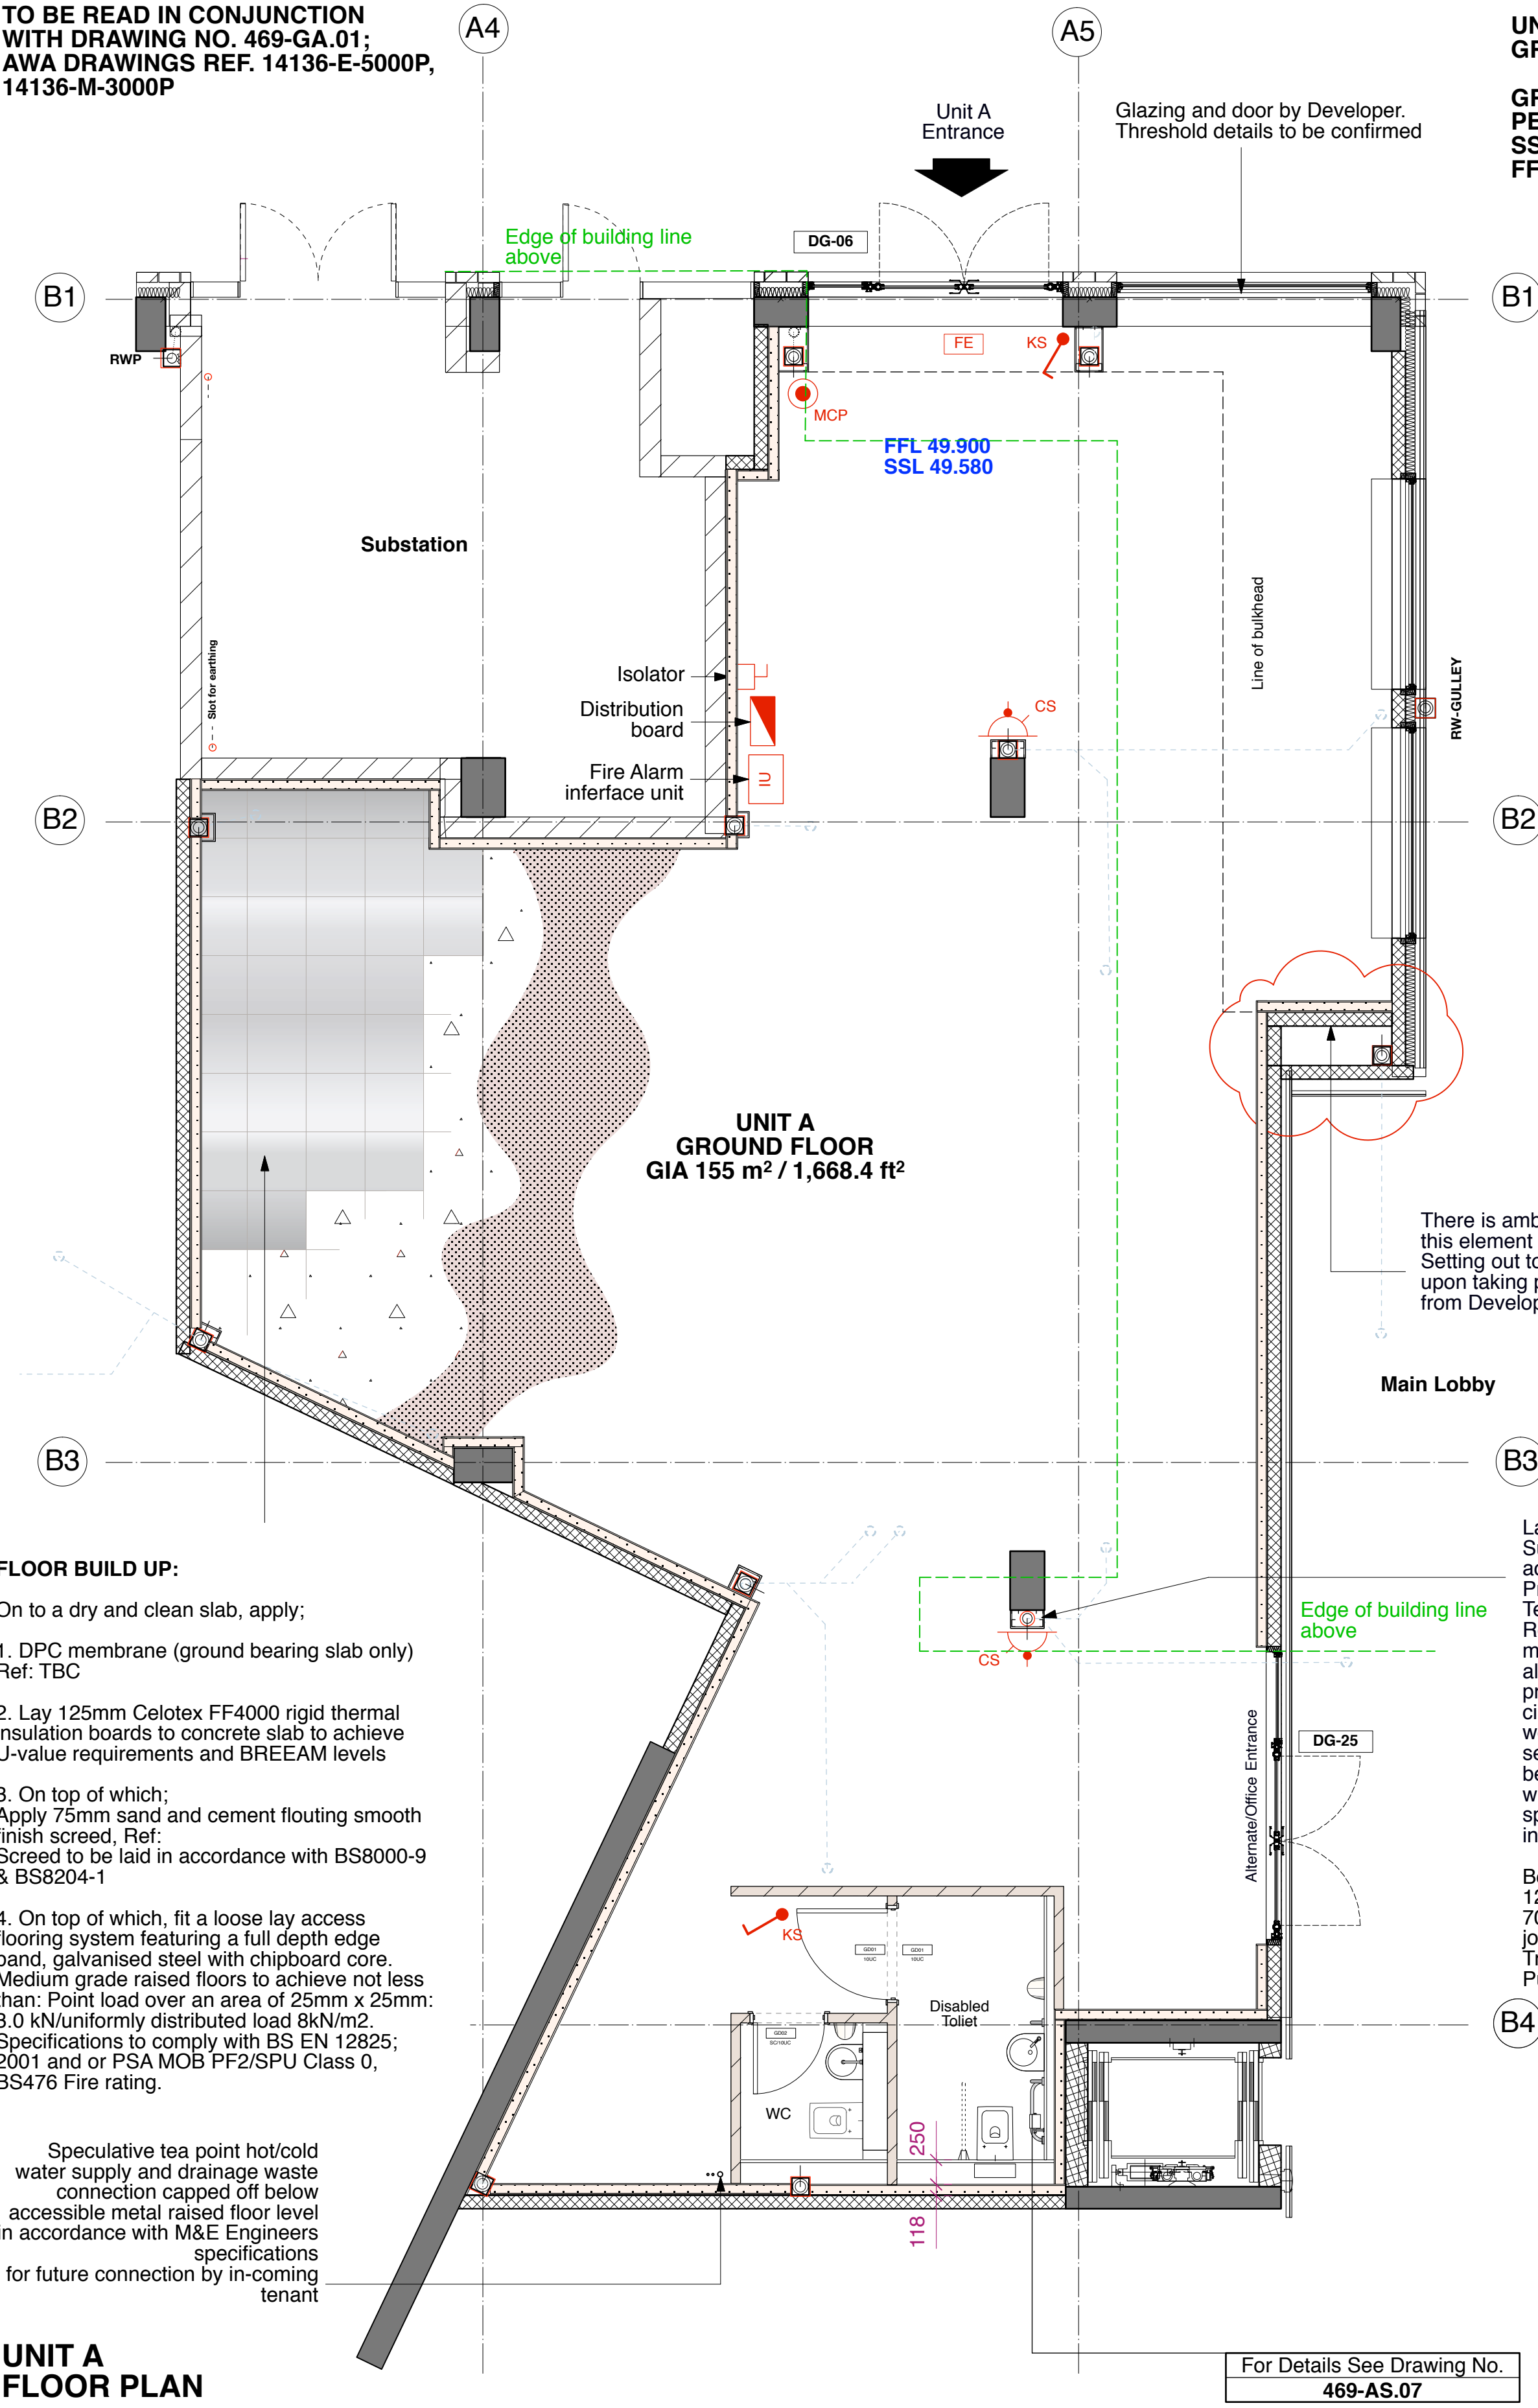 TO BE READ IN CONJUNCTION
WITH DRAWING NO. 469-GA.01;
AWA DRAWINGS REF. 14136-E-5000P,
14136-M-3000P
A4
A5
Unit A
Entrance
Glazing and door by Developer.
Threshold details to be confirmed
Edge of building line
above
DG-06
B1
B1
RWP
FE
KS
MCP
FFL 49.900
SSL 49.580
Substation
Slot for earthing
Line of bulkhead
RW-GULLEY
Isolator
Distribution
board
Fire Alarm
inferface unit
IU
CS
B2
B2
UNIT A
GROUND FLOOR
GIA 155 m² / 1,668.4 ft²
There is amb
this element
Setting out to
upon taking p
from Develop
Main Lobby
B3
B3
FLOOR BUILD UP:
On to a dry and clean slab, apply;
1. DPC membrane (ground bearing slab only)
Ref: TBC
2. Lay 125mm Celotex FF4000 rigid thermal
insulation boards to concrete slab to achieve
U-value requirements and BREEAM levels
3. On top of which;
Apply 75mm sand and cement flouting smooth
finish screed, Ref:
Screed to be laid in accordance with BS8000-9
& BS8204-1
4. On top of which, fit a loose lay access
flooring system featuring a full depth edge
band, galvanised steel with chipboard core.
Medium grade raised floors to achieve not less
than: Point load over an area of 25mm x 25mm:
3.0 kN/uniformly distributed load 8kN/m2.
Specifications to comply with BS EN 12825;
2001 and or PSA MOB PF2/SPU Class 0,
BS476 Fire rating.
Edge of building line
above
CS
Alternate/Office Entrance
DG-25
KS
GD01
10UC
GD01
10UC
Disabled
Toliet
GD02
SC/10UC
WC
B4
250
118
Speculative tea point hot/cold
water supply and drainage waste
connection capped off below
accessible metal raised floor level
in accordance with M&E Engineers
specifications
for future connection by in-coming
tenant
UNIT A
FLOOR PLAN
For Details See Drawing No.
469-AS.07